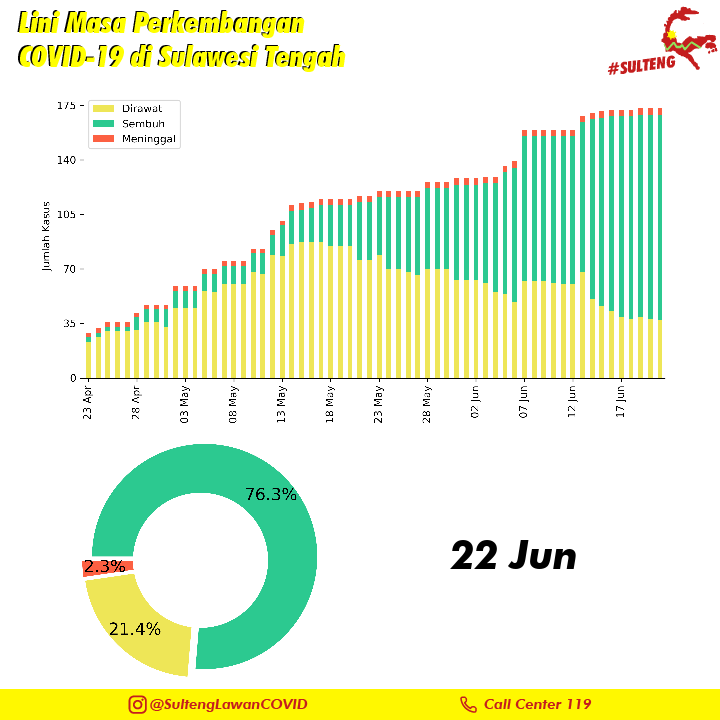 Lini Masa Perkembangan
COVID-19 di Sulawesi Tengah
#SULTENG
Dirawat
Sembuh
Meninggal
Jumlah Kasus
175
140
105
70
35
0
23 Apr
28 Apr
03 May
08 May
13 May
18 May
23 May
28 May
02 Jun
07 Jun
12 Jun
17 Jun
76.3%
2.3%
21.4%
22 Jun
@SultengLawanCOVID
Call Center 119